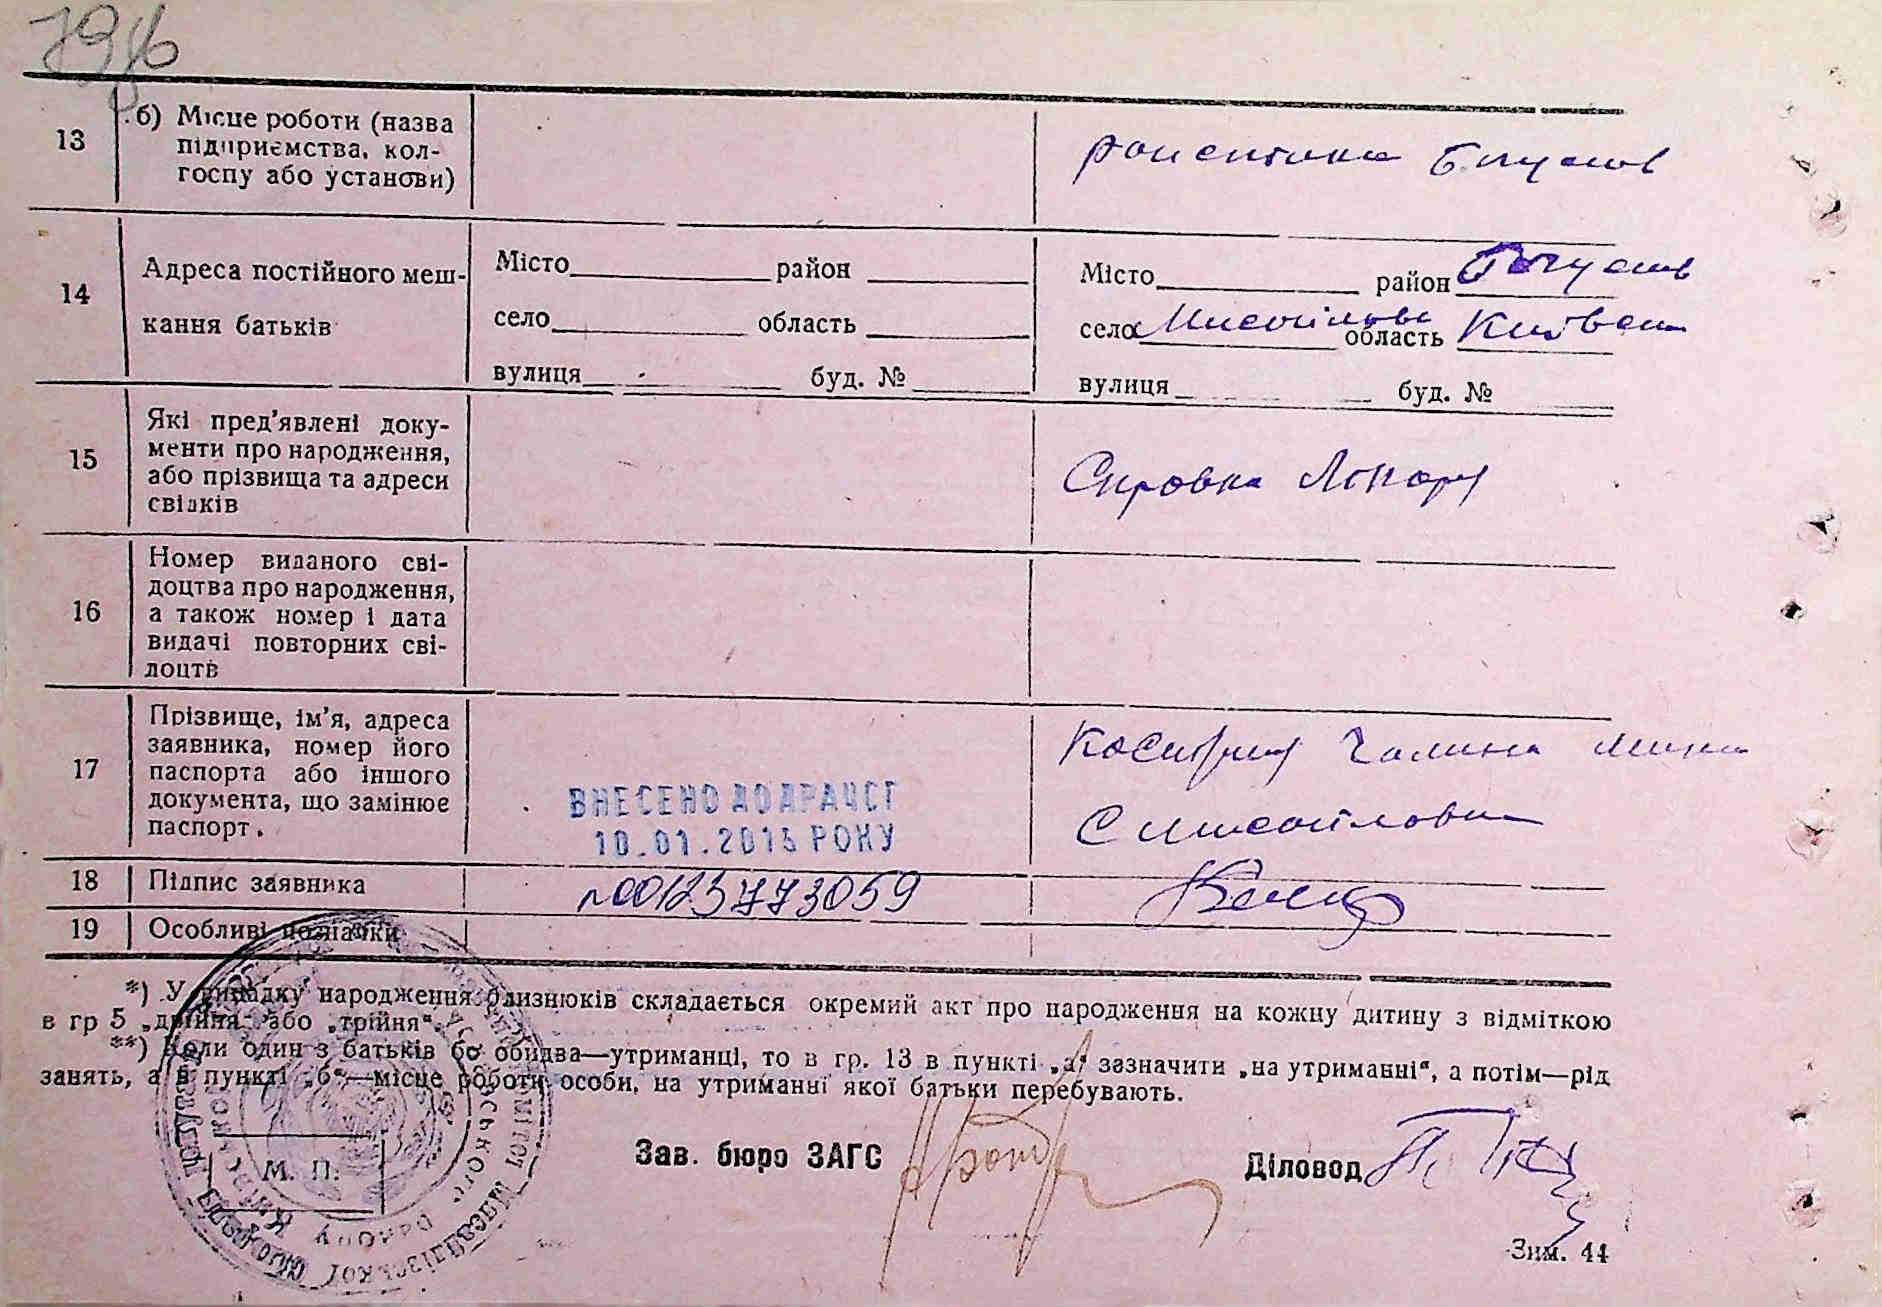 13
б) Місце роботи (назва
підприємства, кол-
госпу або установи)
Богуслав
14
Адреса постійного меш-
кання батьків
Місто район
село область
вулиця буд. №
Місто район Богуслав
село область Київська
вулиця буд. №
15
Які пред'явлені доку-
менти про народження,
або прізвища та адреси
свідків
Справка
16
Номер виданого сві-
доцтва про народження,
а також номер і дата
видачі повторних сві-
доцтв
17
Прізвище, ім'я, адреса
заявника, номер його
паспорта або іншого
документа, що замінює
паспорт.
ВНЕСЕНО ДО ДРАЦСГ
10.01.2015 РОКУ
Галина
18
Підпис заявника
№00123773059
19
Особливі позначки
*) У випадку народження близнюків складається окремий акт про народження на кожну дитину з відміткою
в гр 5 „двійня“ або „трійня“.
**) Коли один з батьків бо обидва—утриманці, то в гр. 13 в пункті „а“ зазначити „на утриманні“, а потім—рід
занять, а в пункті „б“—місце роботи особи, на утриманні якої батьки перебувають.
М. П.
Зав. бюро ЗАГС
Діловод
Зим. 44